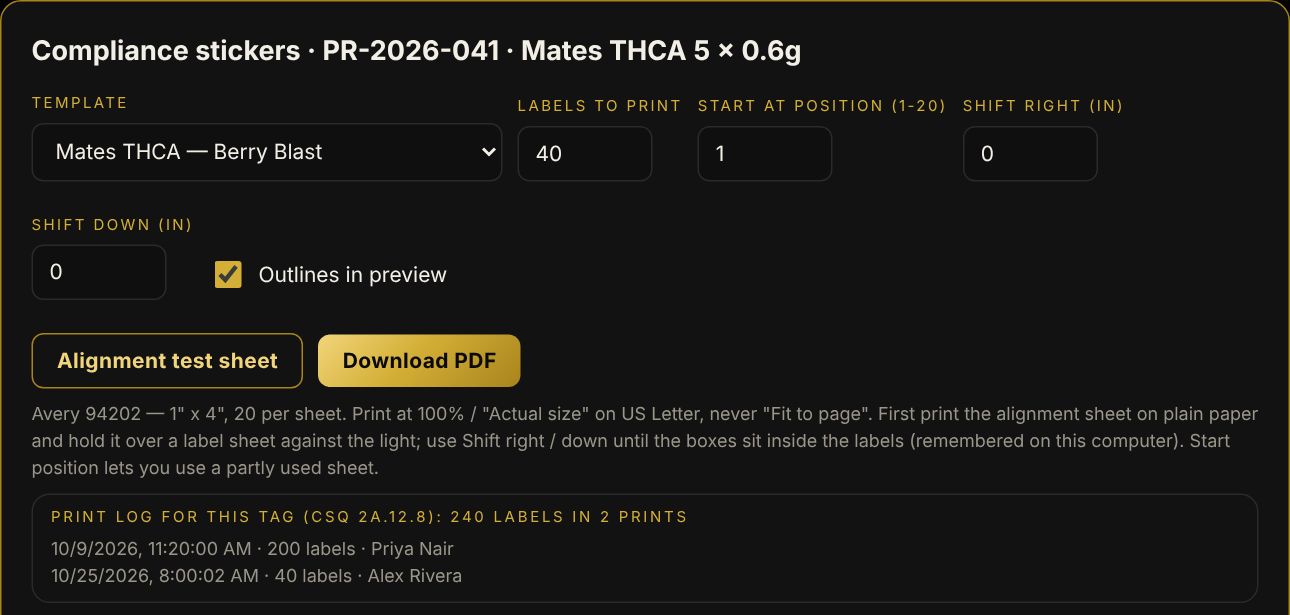 Compliance stickers · PR-2026-041 · Mates THCA 5 × 0.6g
TEMPLATE
LABELS TO PRINT
START AT POSITION (1-20)
SHIFT RIGHT (IN)
Mates THCA — Berry Blast
40
1
0
SHIFT DOWN (IN)
0
Outlines in preview
Alignment test sheet
Download PDF
Avery 94202 — 1" x 4", 20 per sheet. Print at 100% / "Actual size" on US Letter, never "Fit to page". First print the alignment sheet on plain paper
and hold it over a label sheet against the light; use Shift right / down until the boxes sit inside the labels (remembered on this computer). Start
position lets you use a partly used sheet.
PRINT LOG FOR THIS TAG (CSQ 2A.12.8): 240 LABELS IN 2 PRINTS
10/9/2026, 11:20:00 AM · 200 labels · Priya Nair
10/25/2026, 8:00:02 AM · 40 labels · Alex Rivera